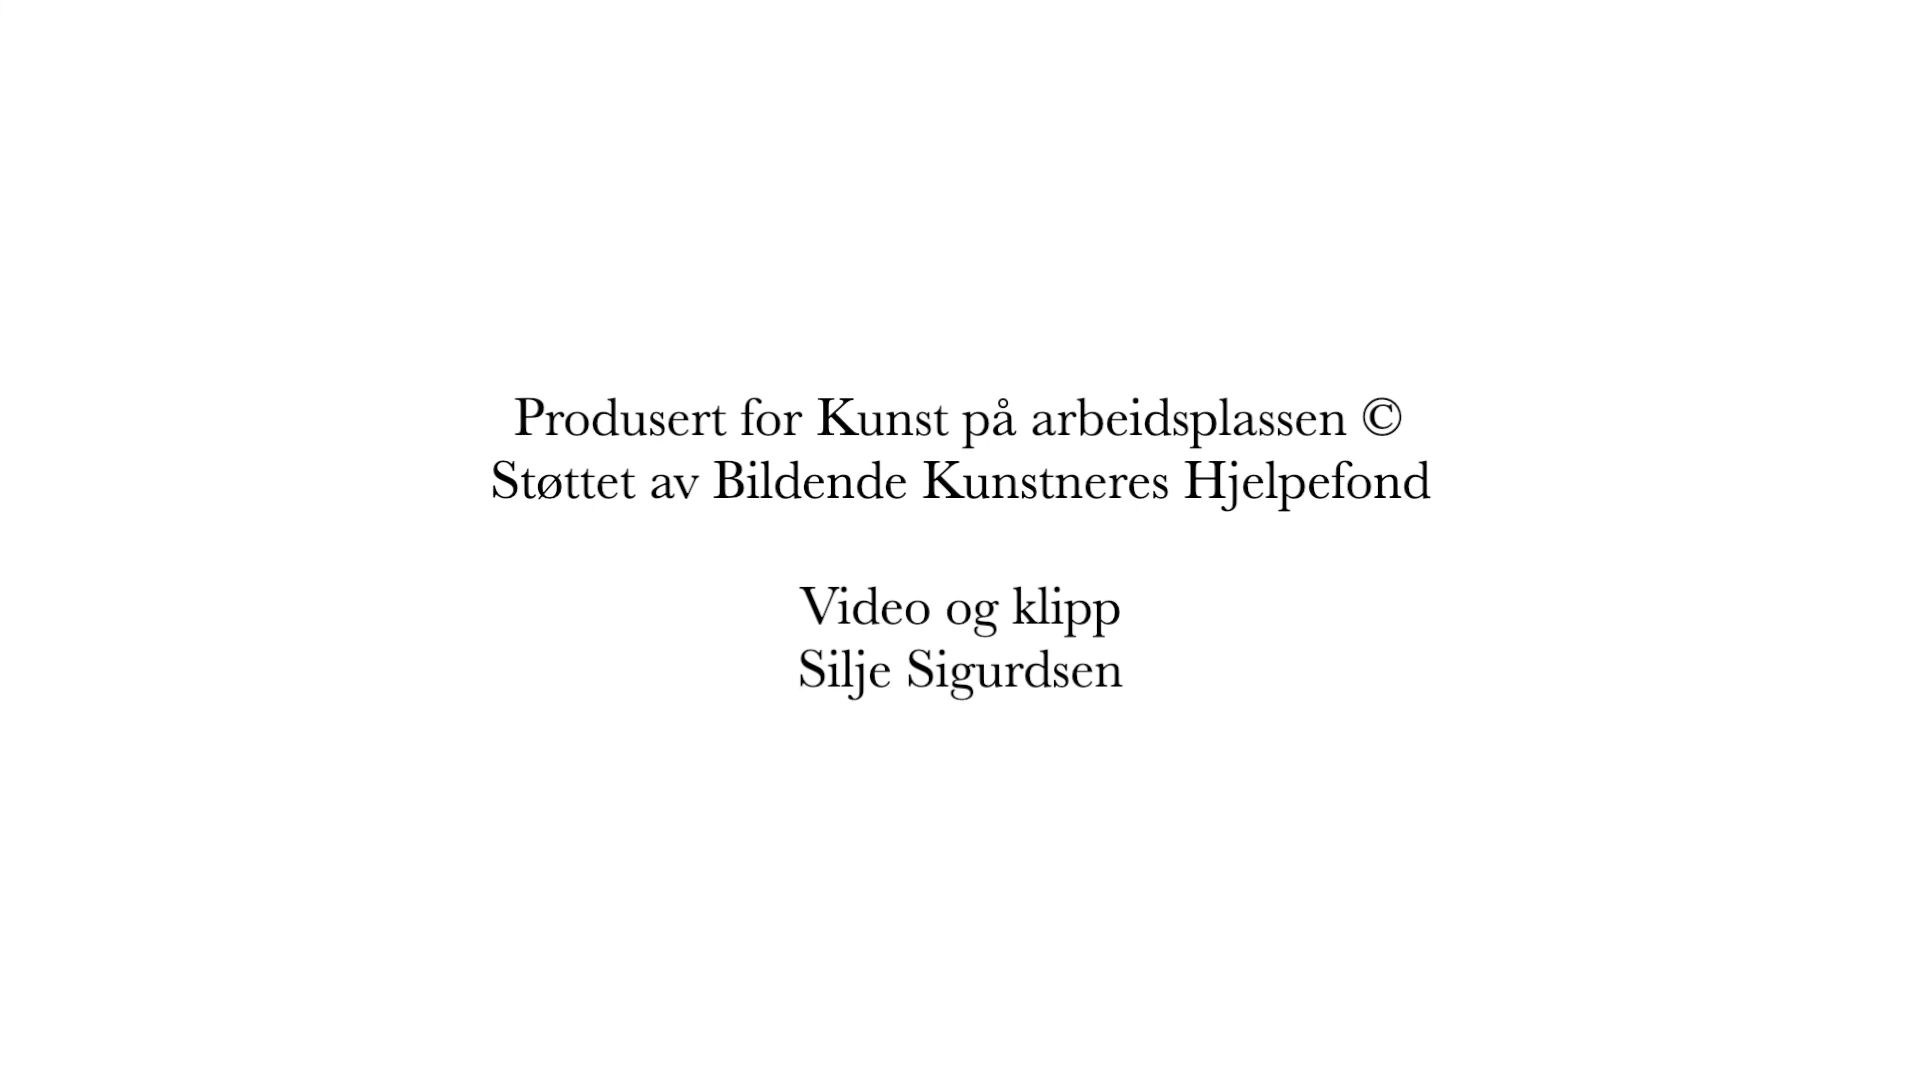 Produsert for Kunst på arbeidsplassen ©
Støttet av Bildende Kunstneres Hjelpefond
Video og klipp
Silje Sigurdsen